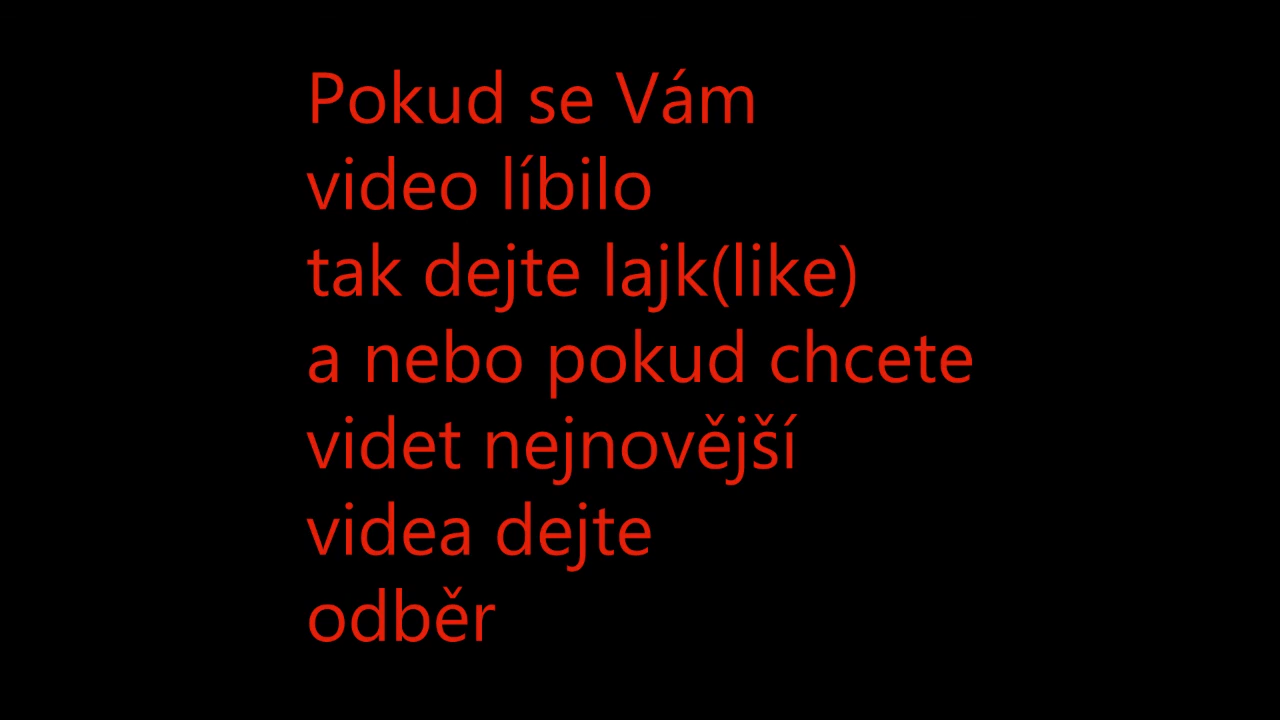 Pokud se Vám
video líbilo
tak dejte lajk(like)
a nebo pokud chcete
videt nejnovější
videa dejte
odběr